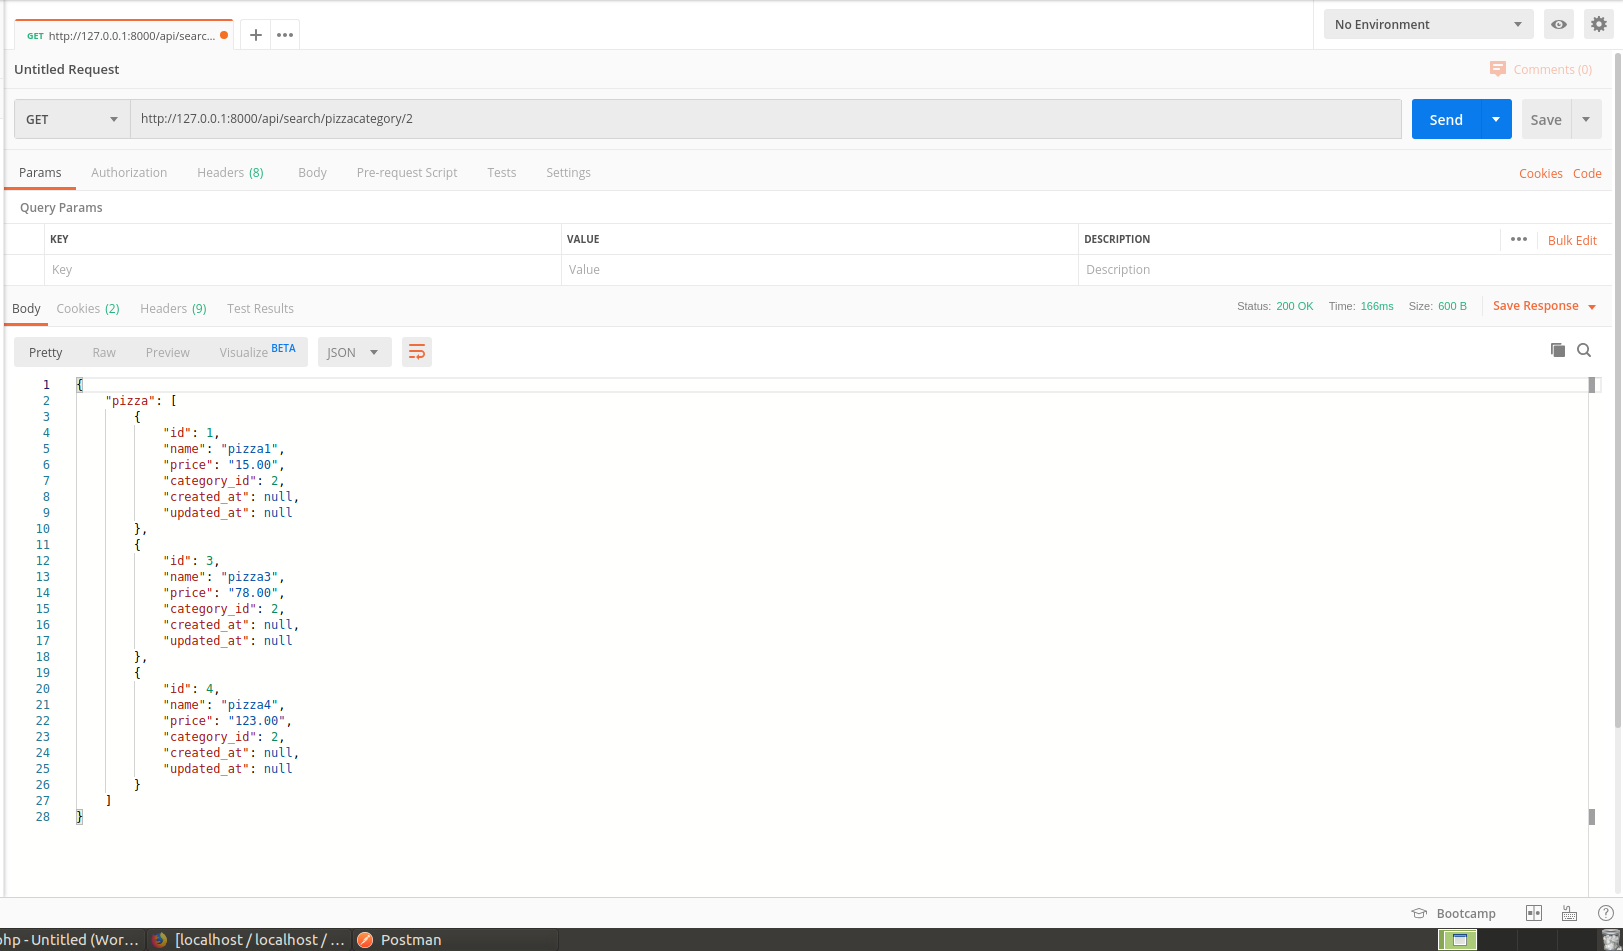 GET http://127.0.0.1:8000/api/searc...
No Environment
Untitled Request
Comments (0)
GET http://127.0.0.1:8000/api/search/pizzacategory/2 Send Save
Params Authorization Headers (8) Body Pre-request Script Tests Settings Cookies Code
Query Params
KEY VALUE DESCRIPTION Bulk Edit
Key Value Description
Body Cookies (2) Headers (9) Test Results Status: 200 OK Time: 166ms Size: 600 B Save Response
Pretty Raw Preview Visualize BETA JSON
1 {
2 "pizza": [
3 {
4 "id": 1,
5 "name": "pizza1",
6 "price": "15.00",
7 "category_id": 2,
8 "created_at": null,
9 "updated_at": null
10 },
11 {
12 "id": 3,
13 "name": "pizza3",
14 "price": "78.00",
15 "category_id": 2,
16 "created_at": null,
17 "updated_at": null
18 },
19 {
20 "id": 4,
21 "name": "pizza4",
22 "price": "123.00",
23 "category_id": 2,
24 "created_at": null,
25 "updated_at": null
26 }
27 ]
28 }
Bootcamp
hp - Untitled (Wor... [localhost / localhost / ... Postman